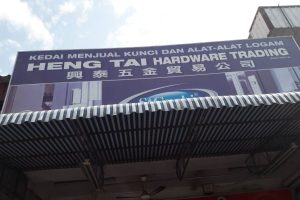 KEDAI MENJUAL KUNCI DAN ALAT-ALAT LOGAM
HENG TAI HARDWARE TRADING
興泰五金貿易公司